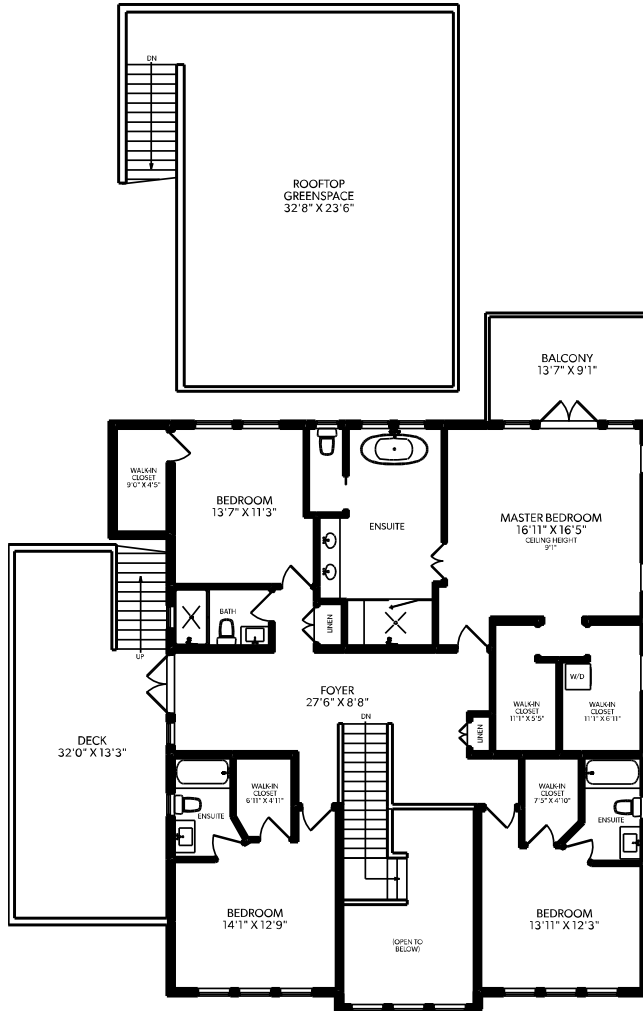 DN
ROOFTOP
GREENSPACE
32'8" X 23'6"
BALCONY
13'7" X 9'1"
WALK-IN
CLOSET
9'0" X 4'5"
BEDROOM
13'7" X 11'3"
ENSUITE
MASTER BEDROOM
16'11" X 16'5"
CEILING HEIGHT
9'1"
BATH
LINEN
UP
FOYER
27'6" X 8'8"
DN
W/D
WALK-IN
CLOSET
11'1" X 5'5"
WALK-IN
CLOSET
11'1" X 6'11"
LINEN
DECK
32'0" X 13'3"
WALK-IN
CLOSET
6'11" X 4'11"
ENSUITE
WALK-IN
CLOSET
7'5" X 4'10"
ENSUITE
BEDROOM
14'1" X 12'9"
(OPEN TO
BELOW)
BEDROOM
13'11" X 12'3"